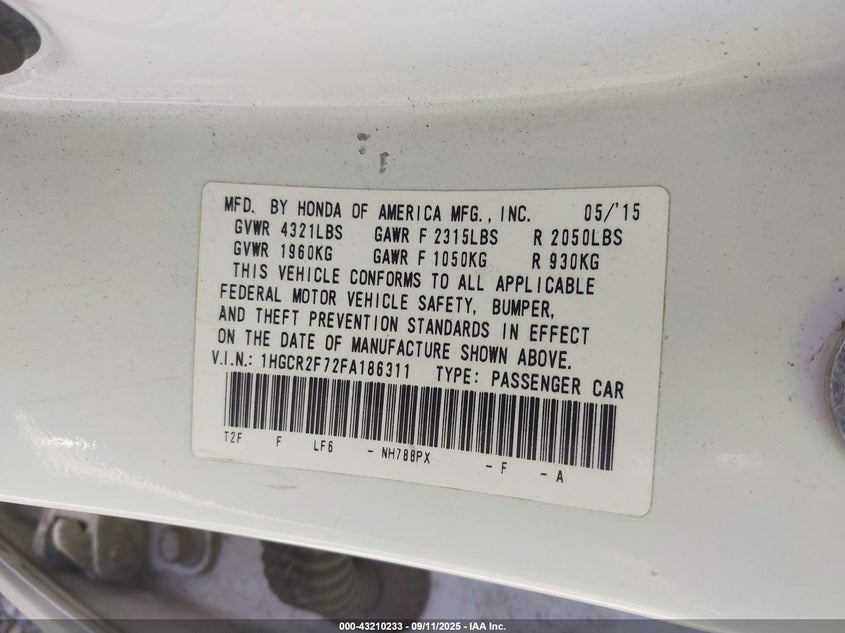 MFD. BY HONDA OF AMERICA MFG., INC. 05/'15
GVWR 4321LBS GAWR F 2315LBS R 2050LBS
GVWR 1960KG GAWR F 1050KG R 930KG
THIS VEHICLE CONFORMS TO ALL APPLICABLE
FEDERAL MOTOR VEHICLE SAFETY, BUMPER,
AND THEFT PREVENTION STANDARDS IN EFFECT
ON THE DATE OF MANUFACTURE SHOWN ABOVE.
V.I.N.: 1HGCR2F72FA186311 TYPE: PASSENGER CAR
T2F F LF6 - NH788PX - F - A
000-43210233 - 09/11/2025 - IAA Inc.